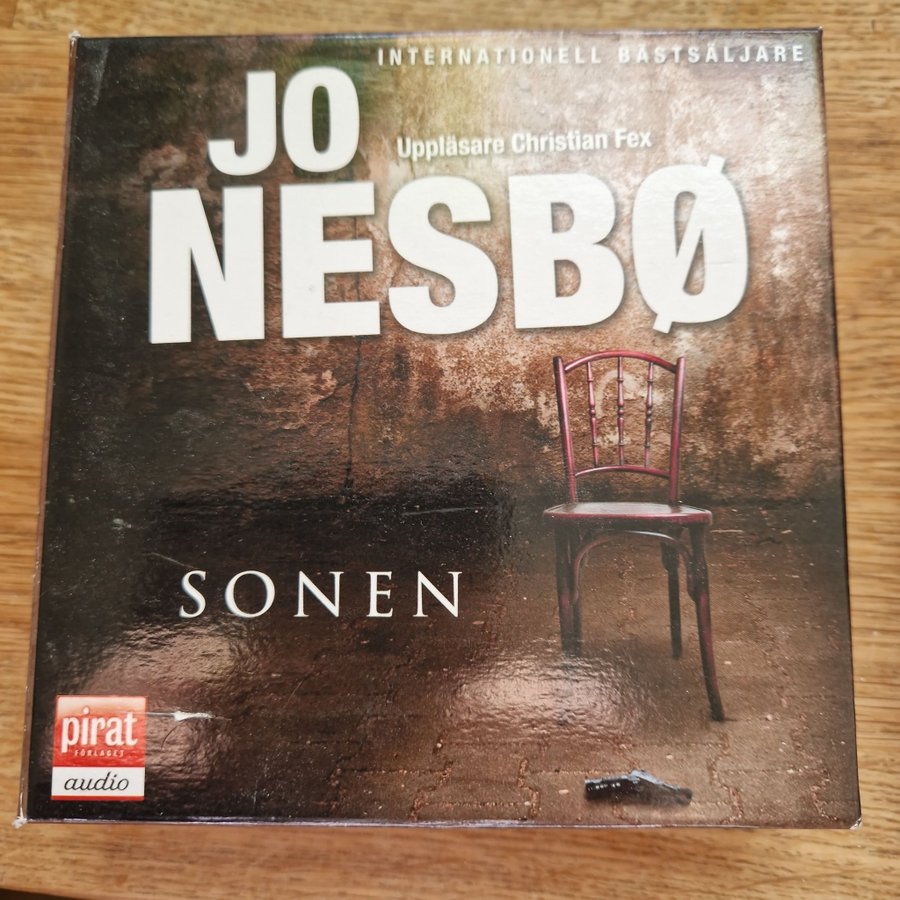 INTERNATIONELL BÄSTSÄLJARE
JO
Uppläsare Christian Fex
NESBØ
SONEN
pirat
FÖRLAGET
audio